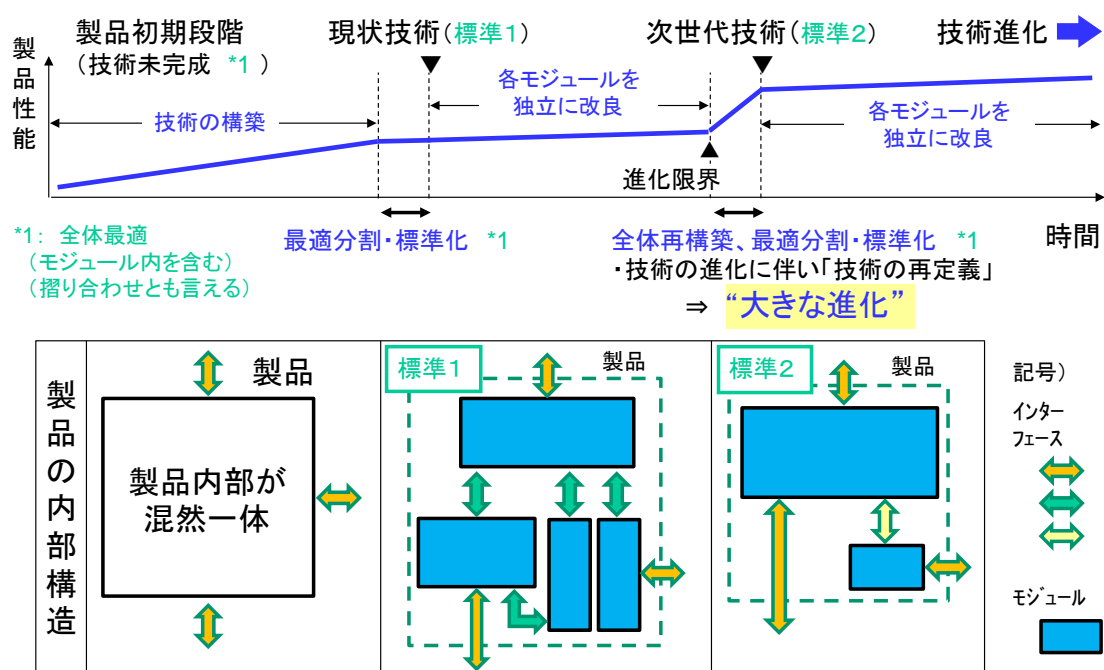 製品性能
製品初期段階
(技術未完成 *1 )
現状技術(標準1)
次世代技術(標準2)
技術進化
技術の構築
各モジュールを
独立に改良
各モジュールを
独立に改良
進化限界
時間
*1: 全体最適
(モジュール内を含む)
(摺り合わせとも言える)
最適分割・標準化 *1
全体再構築、最適分割・標準化 *1
・技術の進化に伴い「技術の再定義」
⇒ “大きな進化”
製品の内部構造
製品
製品内部が
混然一体
標準1
製品
標準2
製品
記号)
インター
フェース
モジュール